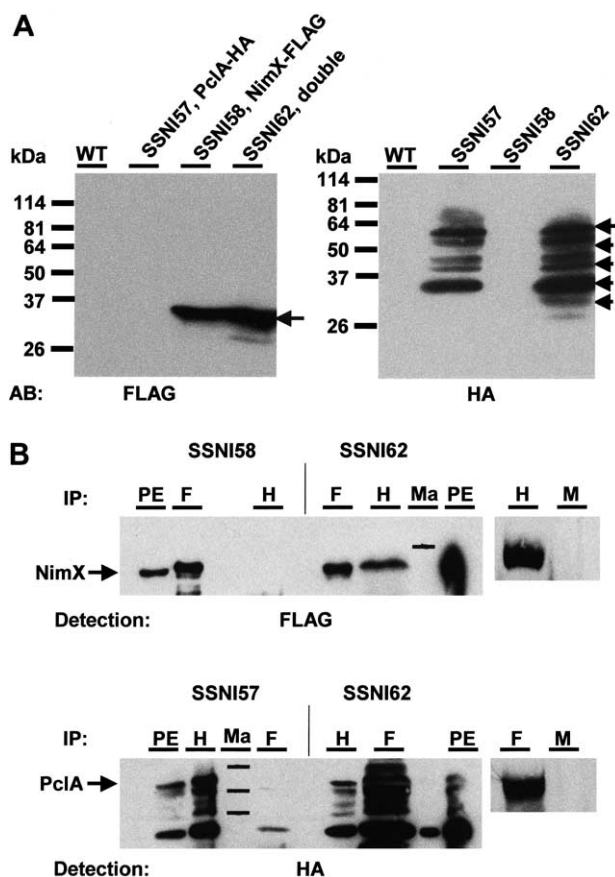 A
SSNI57, PclA-HA
SSNI58, NimX-FLAG
SSNI62, double
kDa WT
114
81
64
50
37
26
AB: FLAG
kDa WT SSNI57 SSNI58 SSNI62
114
81
64
50
37
26
HA
B
SSNI58 SSNI62
IP: PE F H F H Ma PE H M
NimX
Detection: FLAG
SSNI57 SSNI62
IP: PE H Ma F H F PE F M
PclA
Detection: HA